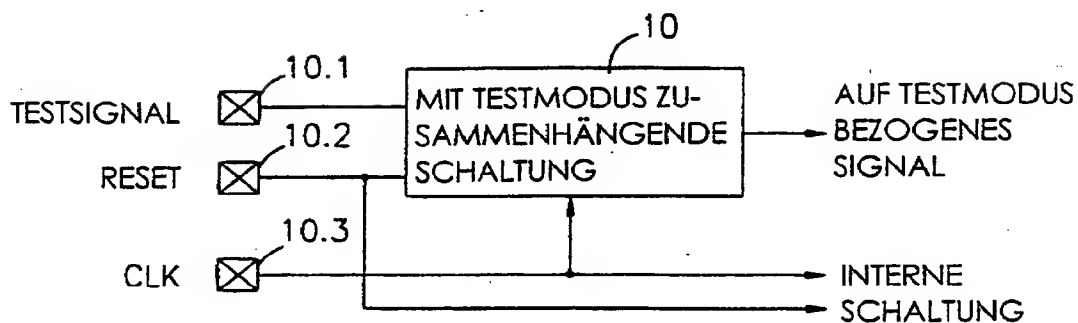 10
10.1
TESTSIGNAL
10.2
RESET
10.3
CLK
MIT TESTMODUS ZU-
SAMMENHÄNGENDE
SCHALTUNG
AUF TESTMODUS
BEZOGENES
SIGNAL
INTERNE
SCHALTUNG